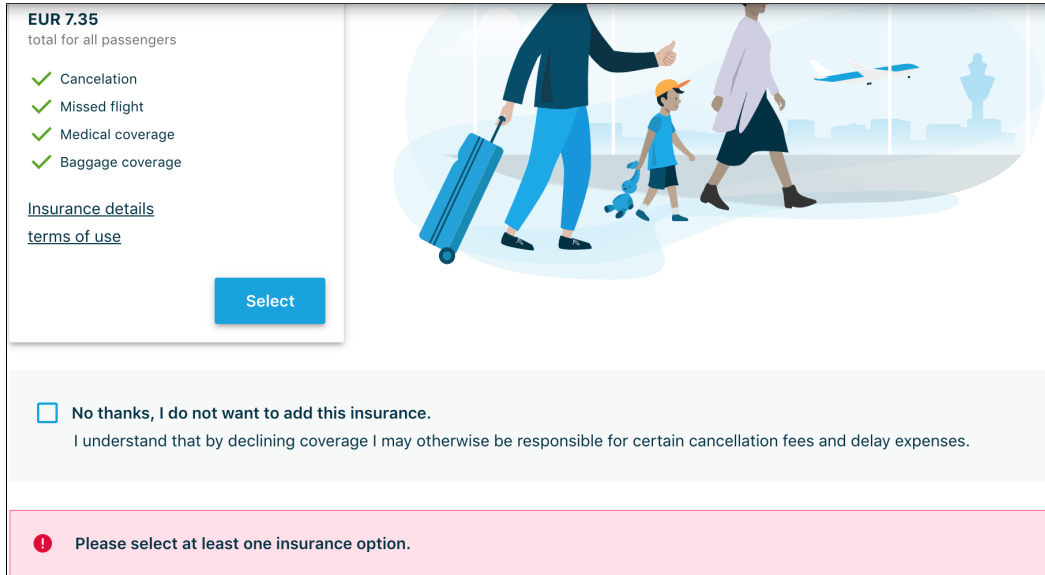 EUR 7.35
total for all passengers
Cancelation
Missed flight
Medical coverage
Baggage coverage
Insurance details
terms of use
Select
No thanks, I do not want to add this insurance.
I understand that by declining coverage I may otherwise be responsible for certain cancellation fees and delay expenses.
Please select at least one insurance option.